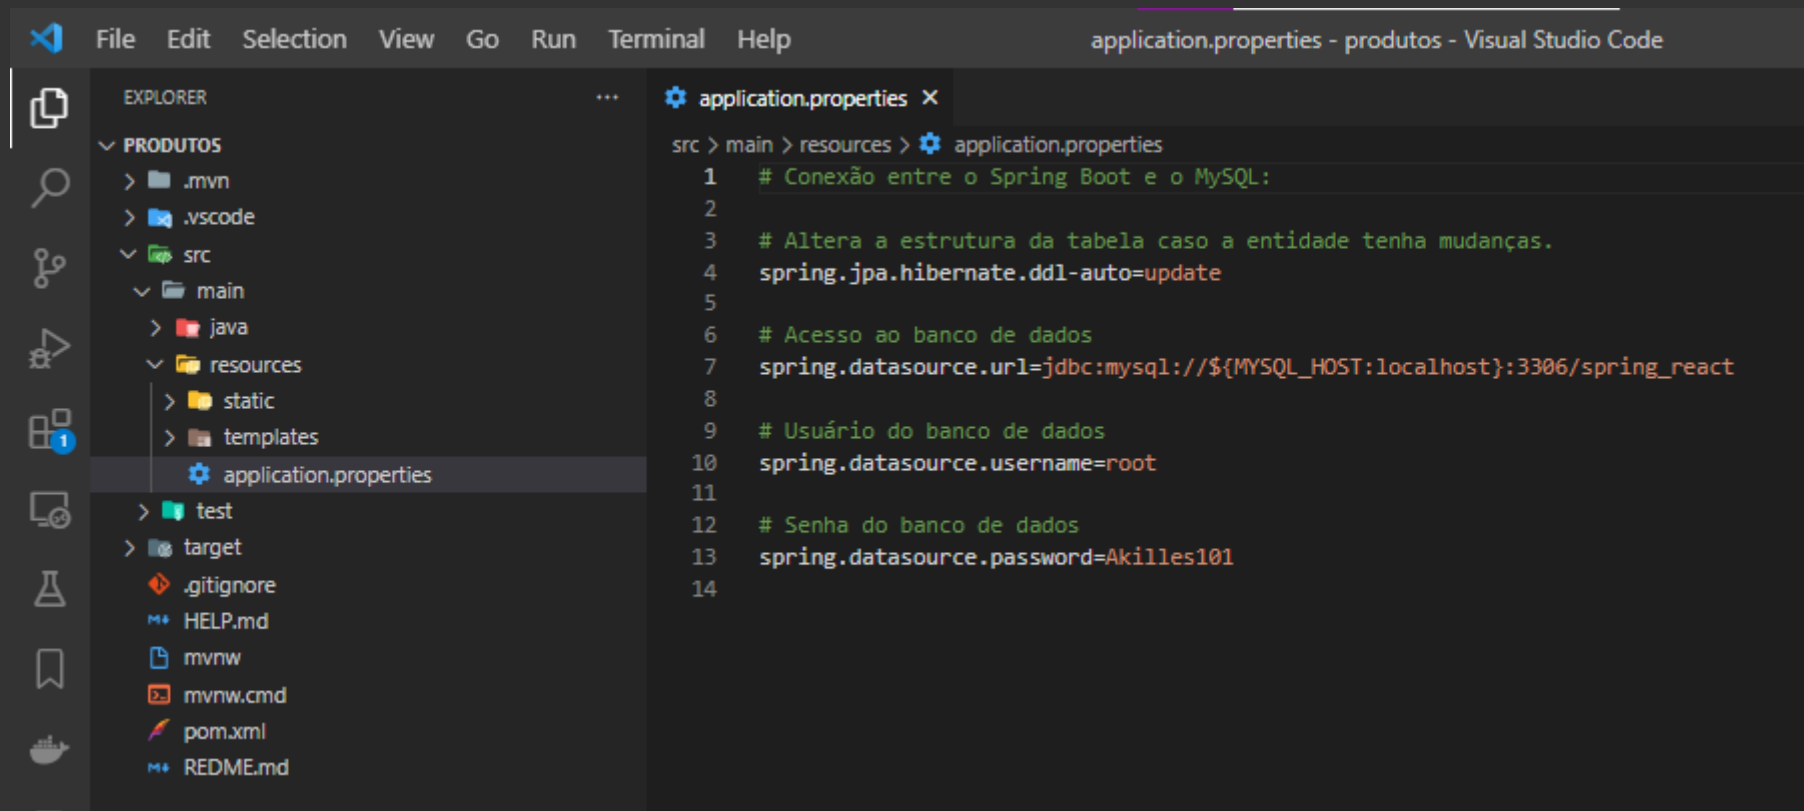 File Edit Selection View Go Run Terminal Help
application.properties - produtos - Visual Studio Code
EXPLORER
PRODUTOS
.mvn
.vscode
src
main
java
resources
static
templates
application.properties
test
target
.gitignore
HELP.md
mvnw
mvnw.cmd
pom.xml
REDME.md
1
application.properties
src > main > resources > application.properties
1 # Conexão entre o Spring Boot e o MySQL:
2
3 # Altera a estrutura da tabela caso a entidade tenha mudanças.
4 spring.jpa.hibernate.ddl-auto=update
5
6 # Acesso ao banco de dados
7 spring.datasource.url=jdbc:mysql://${MYSQL_HOST:localhost}:3306/spring_react
8
9 # Usuário do banco de dados
10 spring.datasource.username=root
11
12 # Senha do banco de dados
13 spring.datasource.password=Akilles101
14